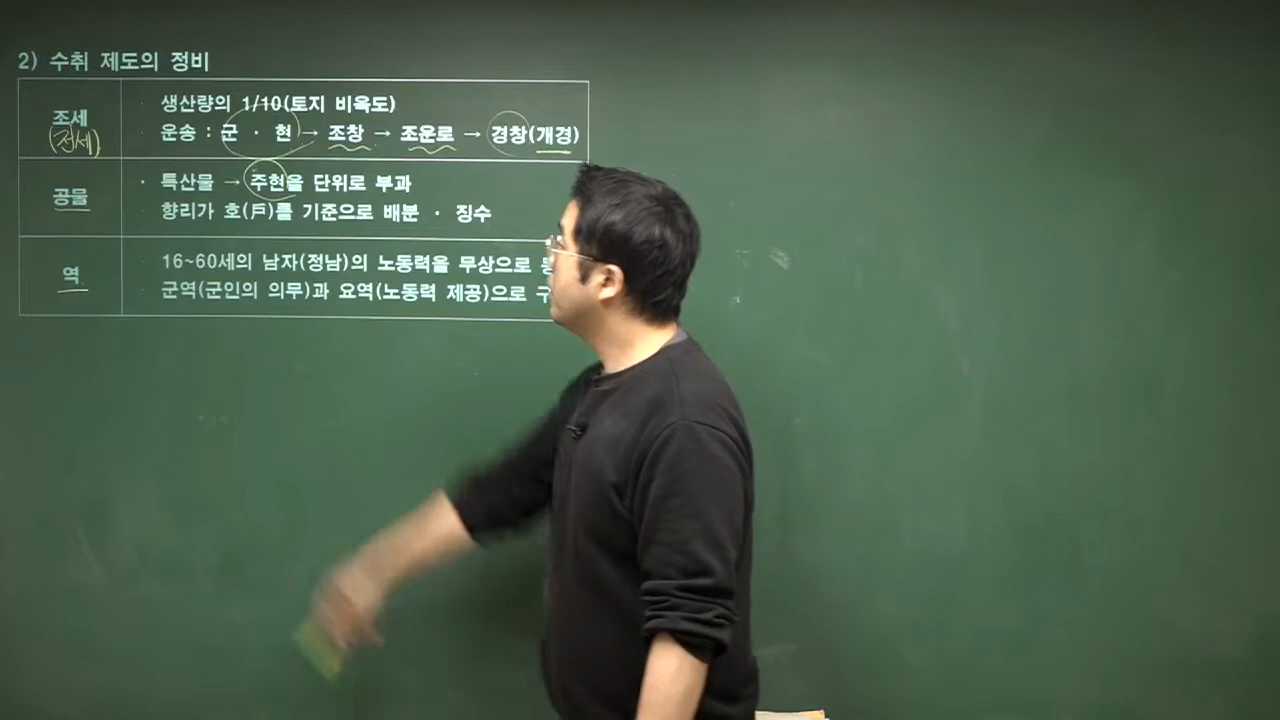 2) 수취 제도의 정비
조세
(전세)
· 생산량의 1/10(토지 비옥도)
· 운송 : 군 · 현 → 조창 → 조운로 → 경창(개경)
공물
· 특산물 → 주현을 단위로 부과
향리가 호(戶)를 기준으로 배분 · 징수
역
16~60세의 남자(정남)의 노동력을 무상으로
군역(군인의 의무)과 요역(노동력 제공)으로